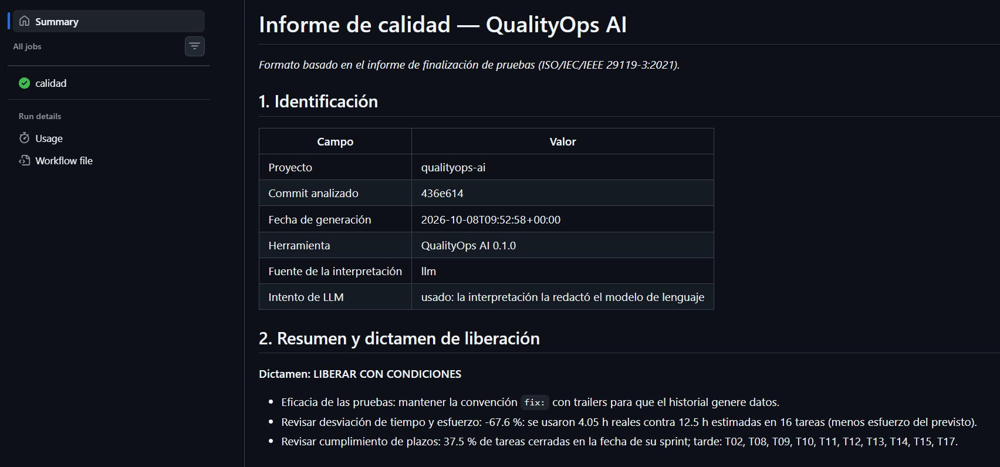 Summary
All jobs
calidad
Run details
Usage
Workflow file
Informe de calidad — QualityOps AI
Formato basado en el informe de finalización de pruebas (ISO/IEC/IEEE 29119-3:2021).
1. Identificación
Campo Valor
Proyecto qualityops-ai
Commit analizado 436e614
Fecha de generación 2026-10-08T09:52:58+00:00
Herramienta QualityOps AI 0.1.0
Fuente de la interpretación llm
Intento de LLM usado: la interpretación la redactó el modelo de lenguaje
2. Resumen y dictamen de liberación
Dictamen: LIBERAR CON CONDICIONES
• Eficacia de las pruebas: mantener la convención fix: con trailers para que el historial genere datos.
• Revisar desviación de tiempo y esfuerzo: -67.6 %: se usaron 4.05 h reales contra 12.5 h estimadas en 16 tareas (menos esfuerzo del previsto).
• Revisar cumplimiento de plazos: 37.5 % de tareas cerradas en la fecha de su sprint; tarde: T02, T08, T09, T10, T11, T12, T13, T14, T15, T17.